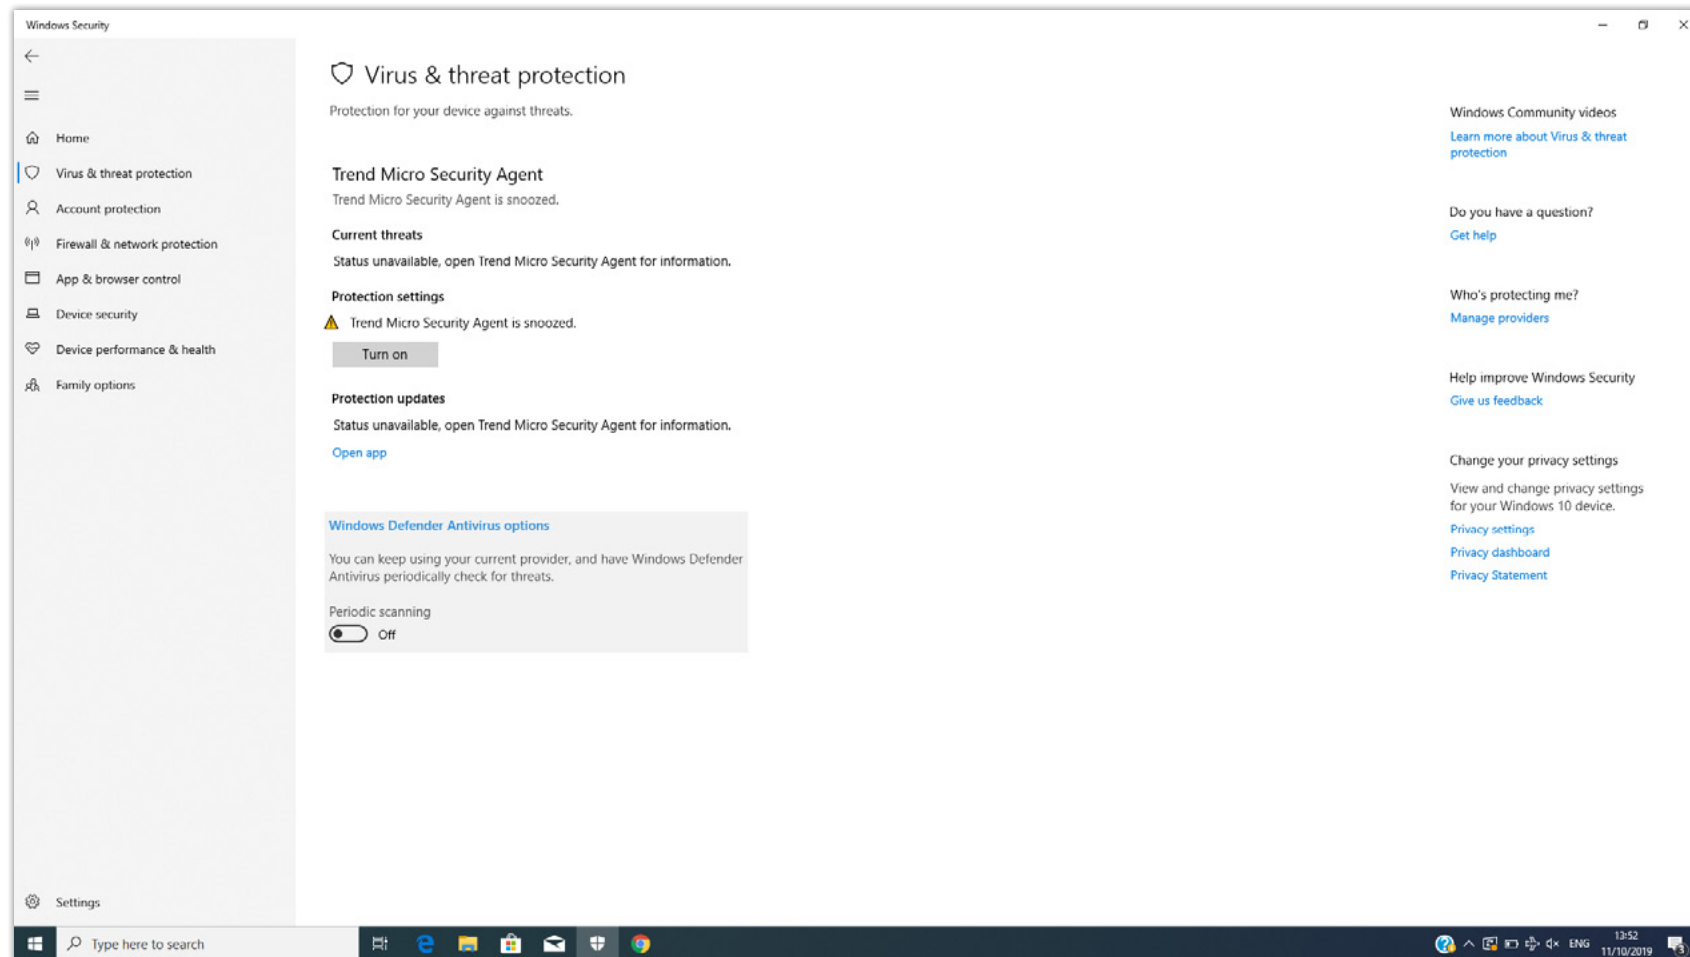 Windows Security
Home
Virus & threat protection
Account protection
Firewall & network protection
App & browser control
Device security
Device performance & health
Family options
Settings
Virus & threat protection
Protection for your device against threats.
Trend Micro Security Agent
Trend Micro Security Agent is snoozed.
Current threats
Status unavailable, open Trend Micro Security Agent for information.
Protection settings
Trend Micro Security Agent is snoozed.
Turn on
Protection updates
Status unavailable, open Trend Micro Security Agent for information.
Open app
Windows Defender Antivirus options
You can keep using your current provider, and have Windows Defender
Antivirus periodically check for threats.
Periodic scanning
Off
Windows Community videos
Learn more about Virus & threat
protection
Do you have a question?
Get help
Who's protecting me?
Manage providers
Help improve Windows Security
Give us feedback
Change your privacy settings
View and change privacy settings
for your Windows 10 device.
Privacy settings
Privacy dashboard
Privacy Statement
Type here to search
ENG
13:52
11/10/2019
3